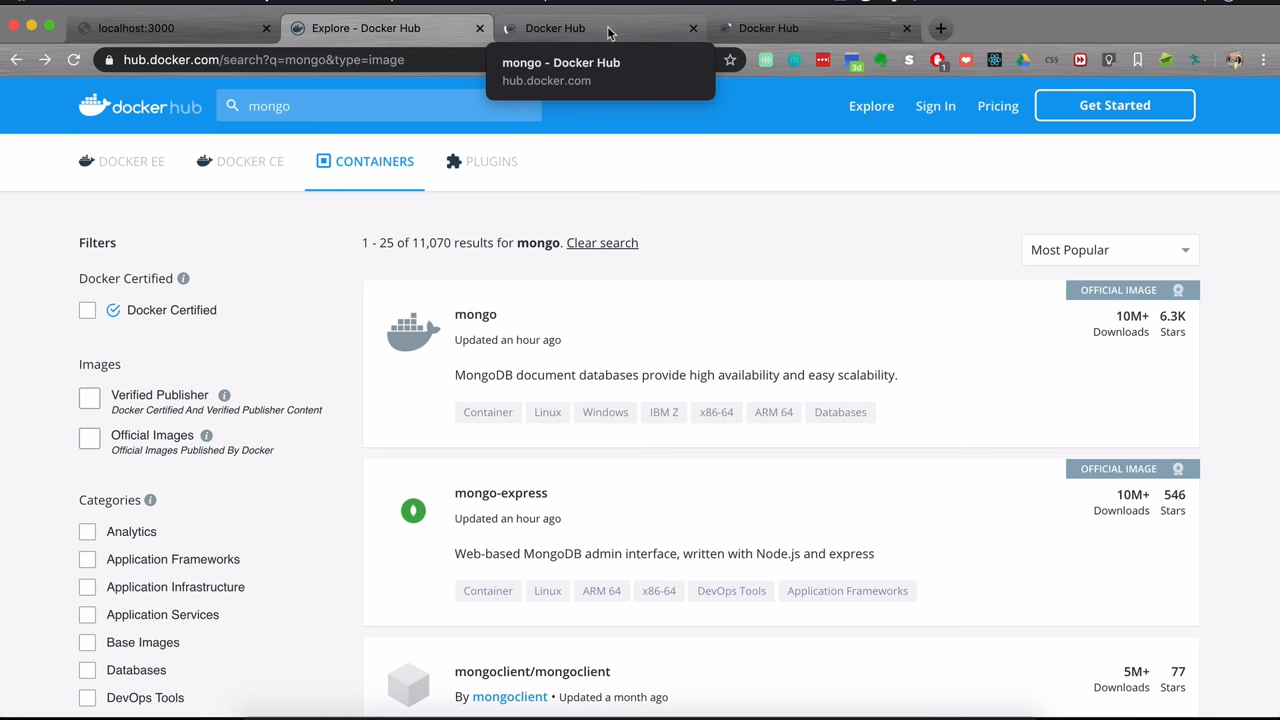 localhost:3000
Explore - Docker Hub
Docker Hub
Docker Hub
hub.docker.com/search?q=mongo&type=image
mongo - Docker Hub
hub.docker.com
3d
S
1
CSS
dockerhub
mongo
Explore
Sign In
Pricing
Get Started
DOCKER EE
DOCKER CE
CONTAINERS
PLUGINS
Filters
1 - 25 of 11,070 results for mongo. Clear search
Most Popular
Docker Certified
Docker Certified
Images
Verified Publisher
Docker Certified And Verified Publisher Content
Official Images
Official Images Published By Docker
Categories
Analytics
Application Frameworks
Application Infrastructure
Application Services
Base Images
Databases
DevOps Tools
OFFICIAL IMAGE
mongo
10M+ 6.3K
Downloads Stars
Updated an hour ago
MongoDB document databases provide high availability and easy scalability.
Container Linux Windows IBM Z x86-64 ARM 64 Databases
OFFICIAL IMAGE
mongo-express
10M+ 546
Downloads Stars
Updated an hour ago
Web-based MongoDB admin interface, written with Node.js and express
Container Linux ARM 64 x86-64 DevOps Tools Application Frameworks
mongoclient/mongoclient
5M+ 77
Downloads Stars
By mongoclient • Updated a month ago